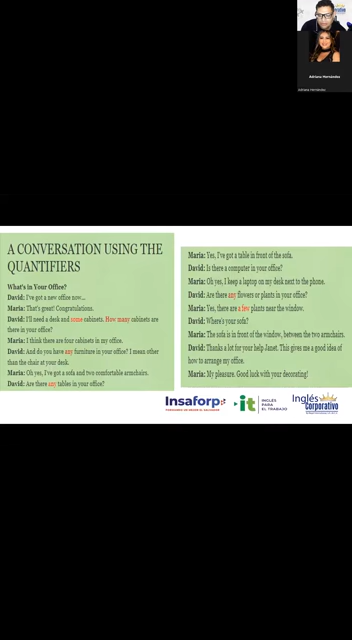 Adriana Hernández
Adriana Hernández
A CONVERSATION USING THE
QUANTIFIERS
What's in Your Office?
David: I've got a new office now...
Maria: That's great! Congratulations.
David: I'll need a desk and some cabinets. How many cabinets are
there in your office?
Maria: I think there are four cabinets in my office.
David: And do you have any furniture in your office? I mean other
than the chair at your desk.
Maria: Oh yes, I've got a sofa and two comfortable armchairs.
David: Are there any tables in your office?
Maria: Yes, I've got a table in front of the sofa.
David: Is there a computer in your office?
Maria: Oh yes, I keep a laptop on my desk next to the phone.
David: Are there any flowers or plants in your office?
Maria: Yes, there are a few plants near the window.
David: Where's your sofa?
Maria: The sofa is in front of the window, between the two armchairs.
David: Thanks a lot for your help Janet. This gives me a good idea of
how to arrange my office.
Maria: My pleasure. Good luck with your decorating!
Insaforp
it
INGLÉS
PARA
EL TRABAJO
Inglés
Corporativo